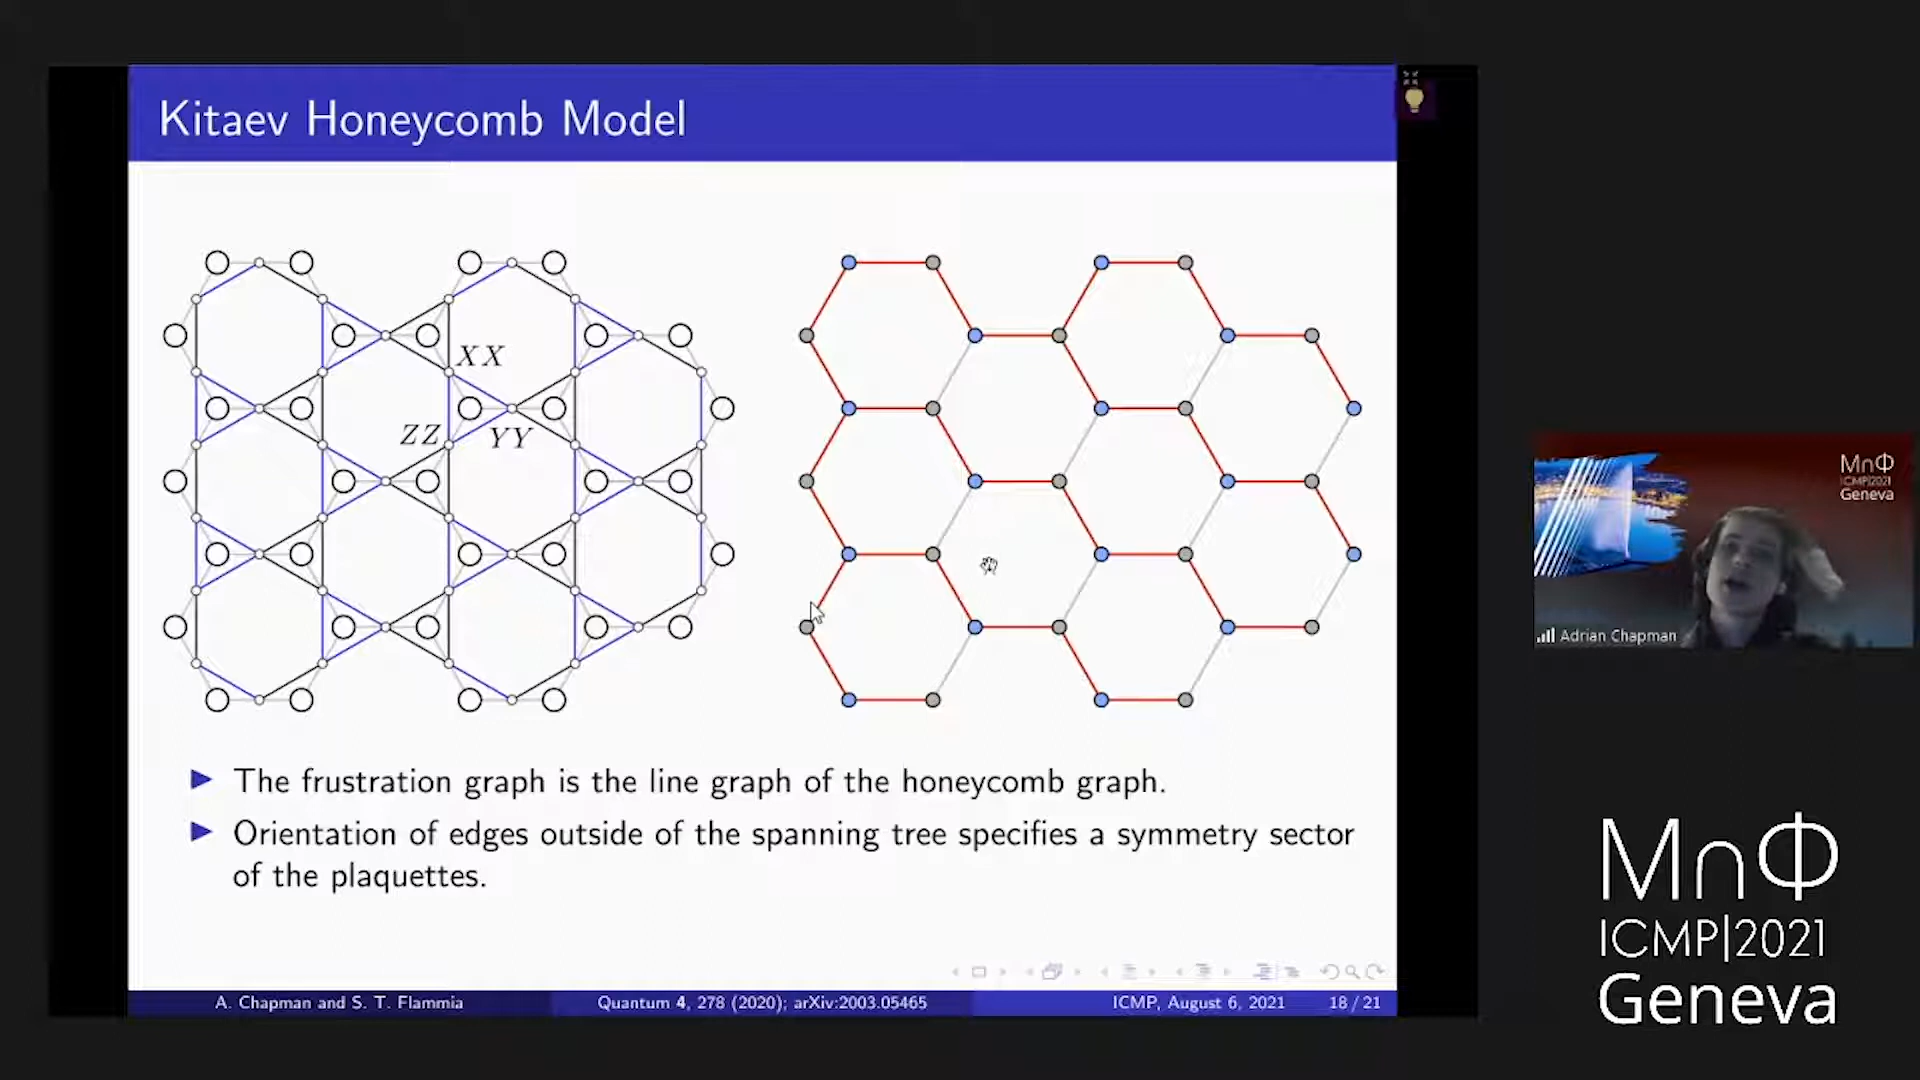 Kitaev Honeycomb Model
XX
ZZ
YY
The frustration graph is the line graph of the honeycomb graph.
Orientation of edges outside of the spanning tree specifies a symmetry sector
of the plaquettes.
A. Chapman and S. T. Flammia
Quantum 4, 278 (2020); arXiv:2003.05465
ICMP, August 6, 2021
18 / 21
MnΦ
ICMP|2021
Geneva
Adrian Chapman
MnΦ
ICMP|2021
Geneva